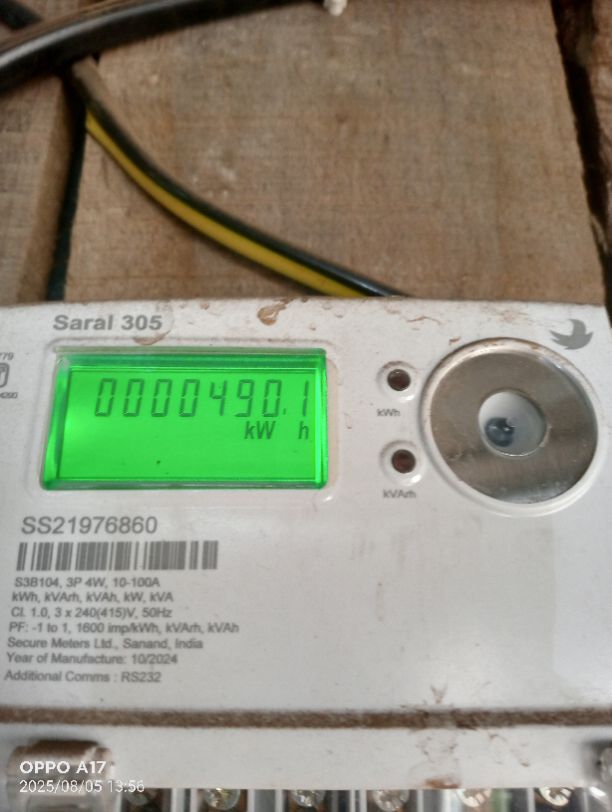 Saral 305
0000490.1
kW h
kWh
kVArh
SS21976860
S3B104, 3P 4W, 10-100A
kWh, kVArh, kVAh, kW, kVA
Cl. 1.0, 3 x 240(415)V, 50Hz
PF: -1 to 1, 1600 imp/kWh, kVArh, kVAh
Secure Meters Ltd., Sanand, India
Year of Manufacture: 10/2024
Additional Comms : RS232
OPPO A17
2025/08/05 13:56